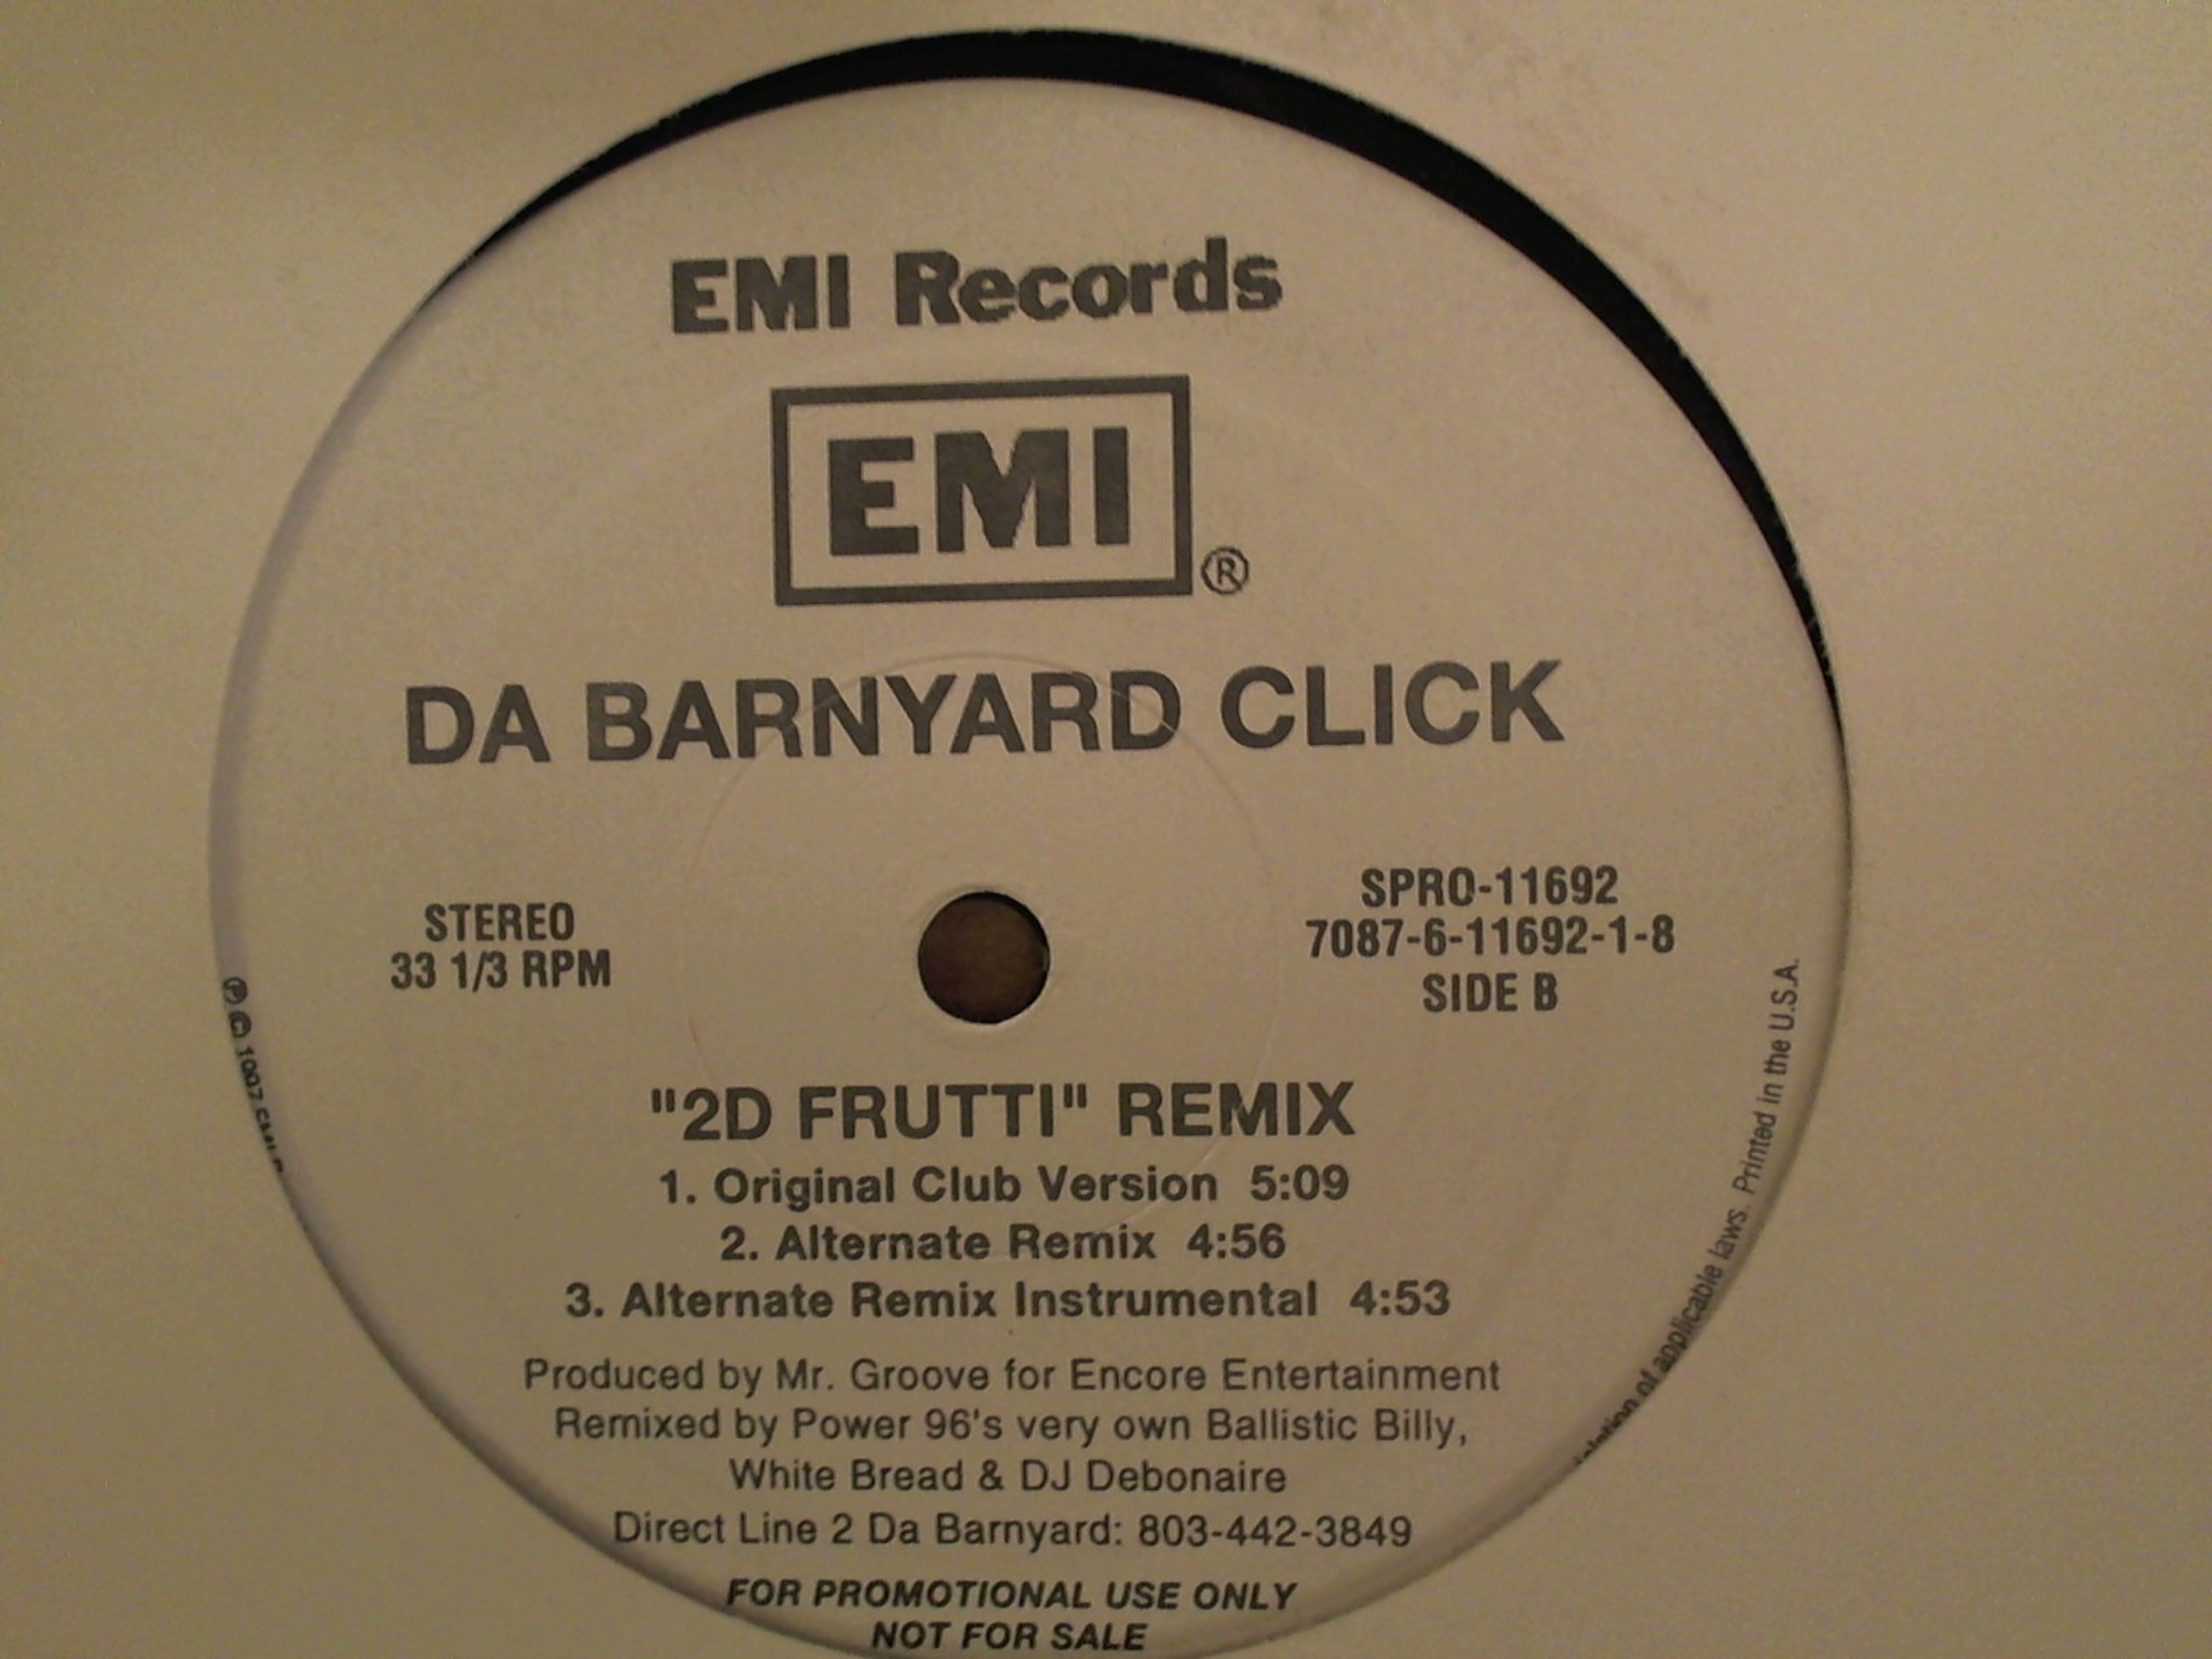 EMI Records
EMI®
DA BARNYARD CLICK
STEREO
33 1/3 RPM
SPRO-11692
7087-6-11692-1-8
SIDE B
"2D FRUTTI" REMIX
1. Original Club Version 5:09
2. Alternate Remix 4:56
3. Alternate Remix Instrumental 4:53
Produced by Mr. Groove for Encore Entertainment
Remixed by Power 96's very own Ballistic Billy,
White Bread & DJ Debonaire
Direct Line 2 Da Barnyard: 803-442-3849
FOR PROMOTIONAL USE ONLY
NOT FOR SALE
℗ © 1997
of applicable laws. Printed in the U.S.A.